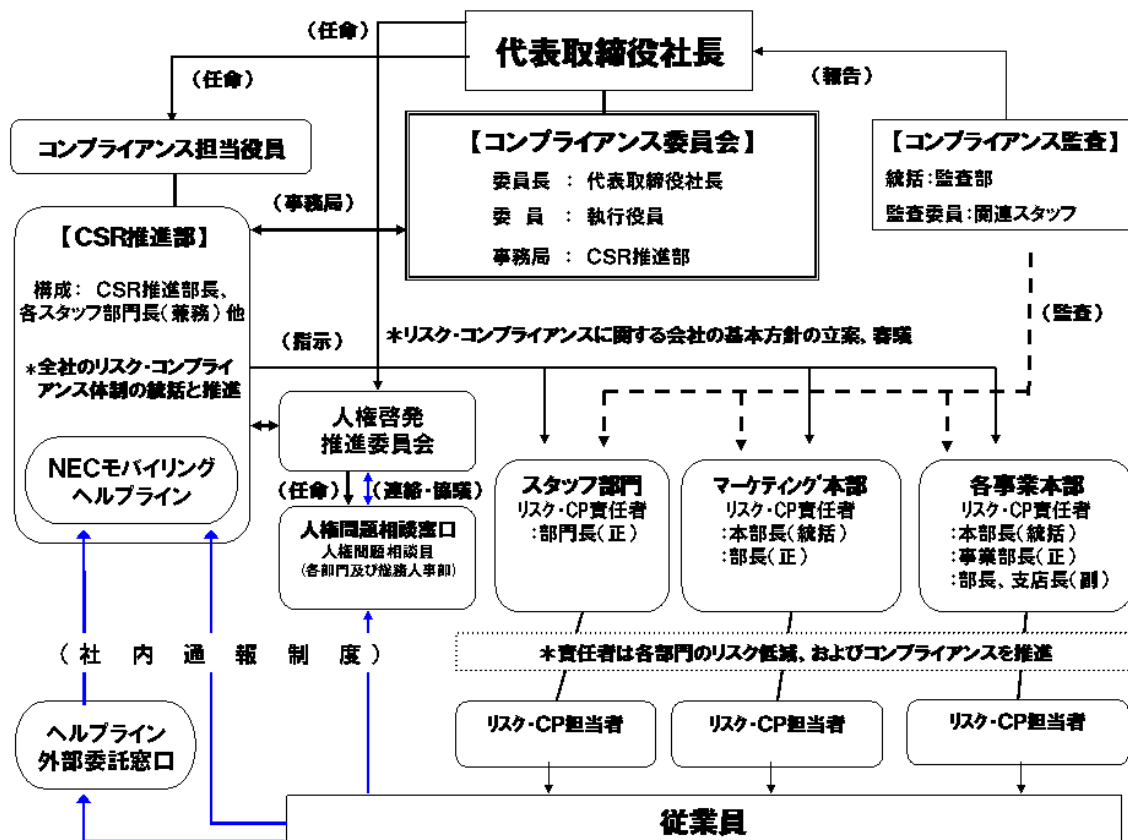 (任命)
代表取締役社長
(任命)
(報告)
コンプライアンス担当役員
【コンプライアンス委員会】
委員長 : 代表取締役社長
委 員 : 執行役員
事務局 : CSR推進部
【コンプライアンス監査】
統括:監査部
監査委員:関連スタッフ
(事務局)
【CSR推進部】
構成: CSR推進部長、
各スタッフ部門長(兼務)他
*全社のリスク・コンプライ
アンス体制の統括と推進
(監査)
(指示)
*リスク・コンプライアンスに関する会社の基本方針の立案、審議
人権啓発
推進委員会
NECモバイリング
ヘルプライン
(任命)
(連絡・協議)
人権問題相談窓口
人権問題相談員
(各部門及び総務人事部)
スタッフ部門
リスク・CP責任者
:部門長(正)
マーケティング本部
リスク・CP責任者
:本部長(統括)
:部長(正)
各事業本部
リスク・CP責任者
:本部長(統括)
:事業部長(正)
:部長、支店長(副)
(社内通報制度)
*責任者は各部門のリスク低減、およびコンプライアンスを推進
ヘルプライン
外部委託窓口
リスク・CP担当者
リスク・CP担当者
リスク・CP担当者
従業員